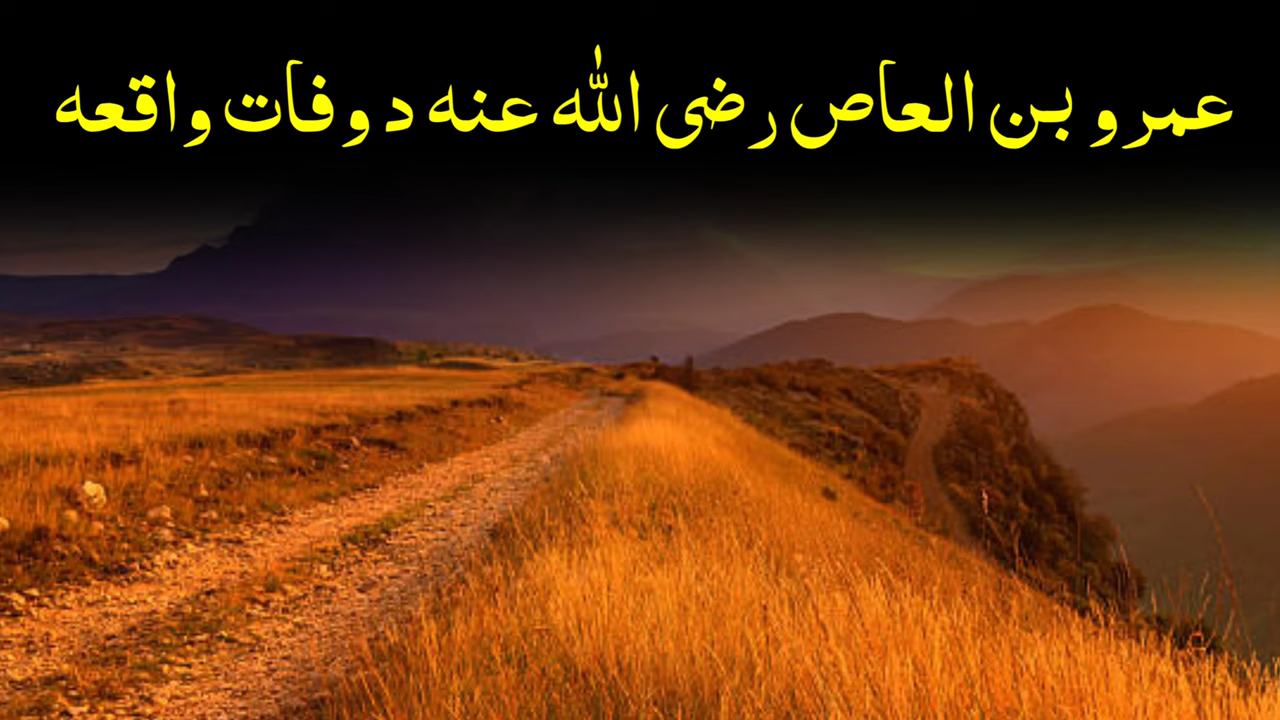 عمرو بن العاص رضی الله عنه د وفات واقعه